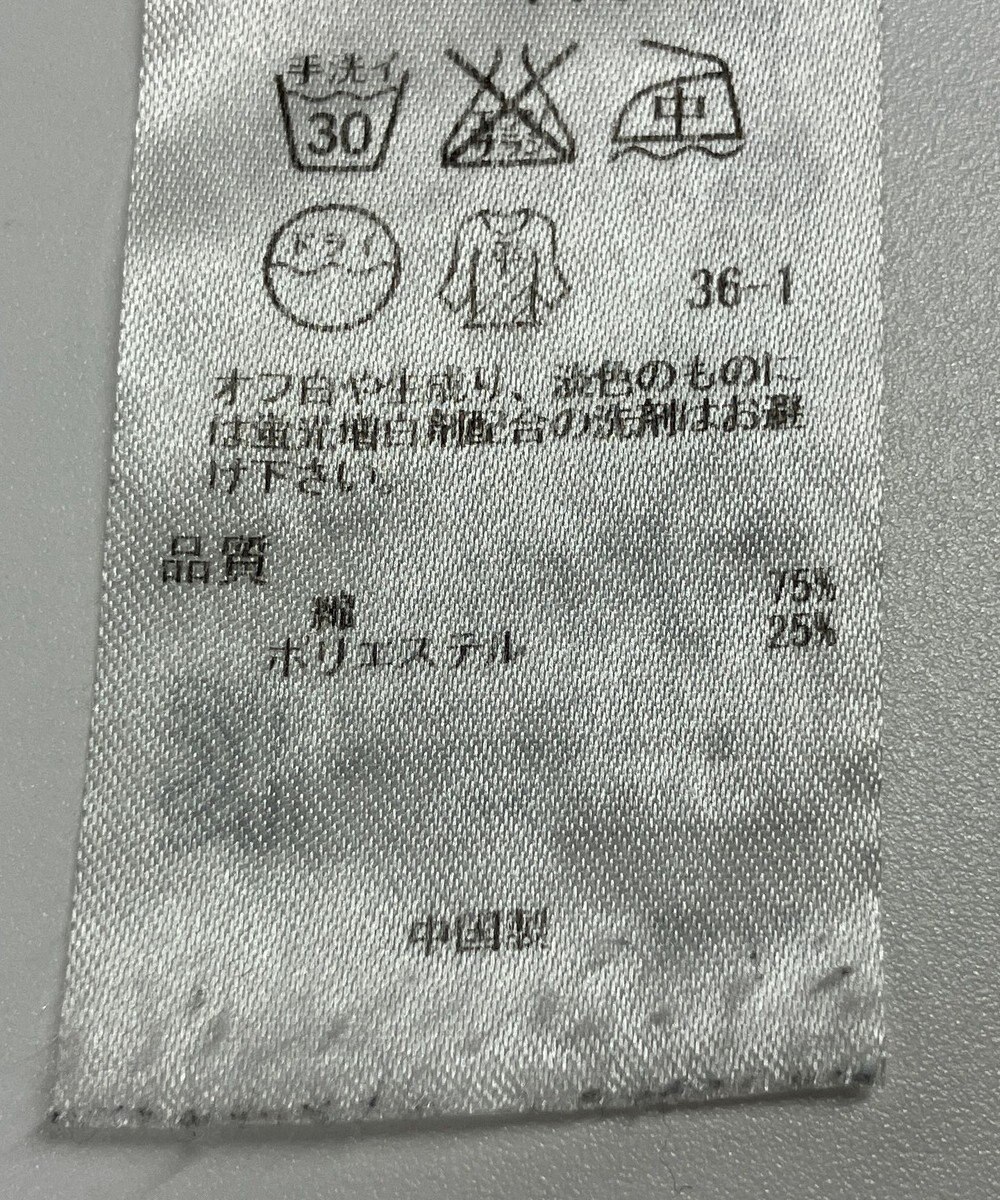 手洗イ
30
中
ドライ
36-1
オフ白や生成り、淡色のものに
は蛍光増白剤配合の洗剤はお避
け下さい。
品質
綿 75%
ポリエステル 25%
中国製